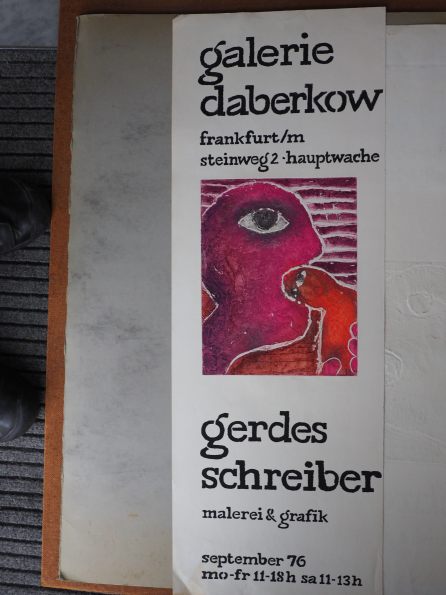 galerie
daberkow
frankfurt/m
steinweg 2 · hauptwache
gerdes
schreiber
malerei & grafik
september 76
mo-fr 11-18h sa 11-13h